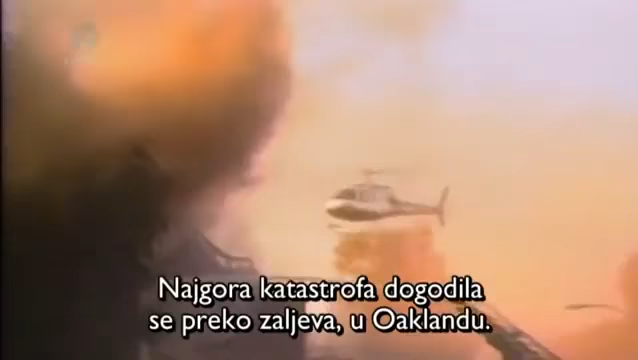 Najgora katastrofa dogodila
se preko zaljeva, u Oaklandu.